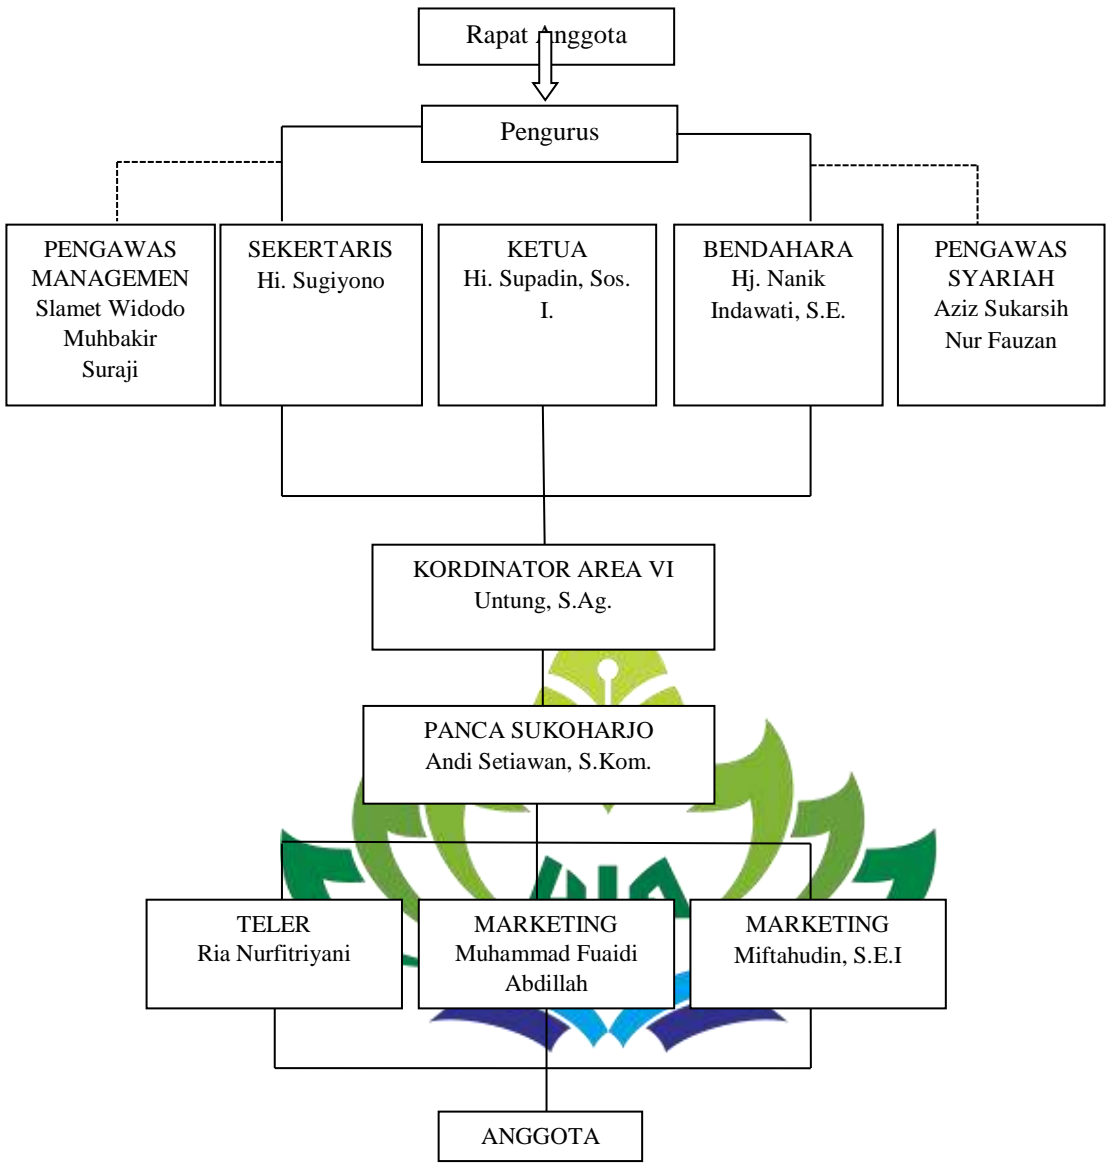 Rapat Anggota
Pengurus
PENGAWAS
MANAGEMEN
Slamet Widodo
Muhbakir
Suraji
SEKERTARIS
Hi. Sugiyono
KETUA
Hi. Supadin, Sos.
I.
BENDAHARA
Hj. Nanik
Indawati, S.E.
PENGAWAS
SYARIAH
Aziz Sukarsih
Nur Fauzan
KORDINATOR AREA VI
Untung, S.Ag.
PANCA SUKOHARJO
Andi Setiawan, S.Kom.
TELER
Ria Nurfitriyani
MARKETING
Muhammad Fuaidi
Abdillah
MARKETING
Miftahudin, S.E.I
ANGGOTA